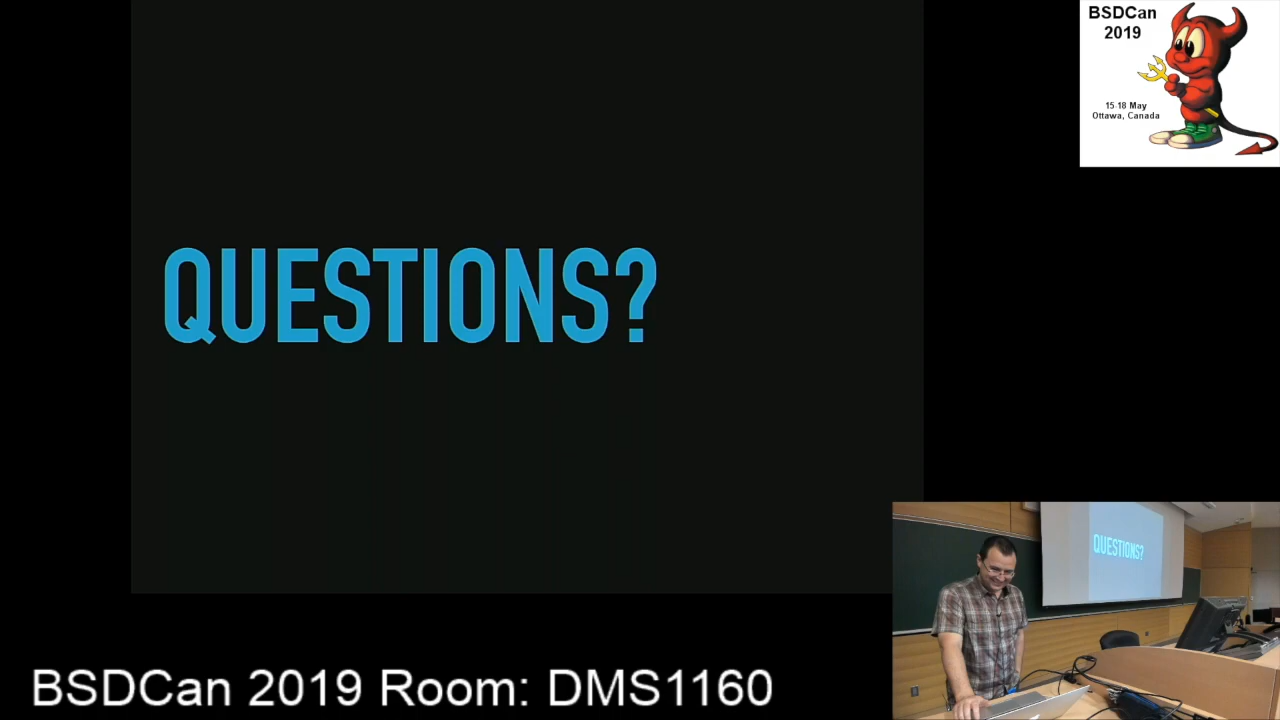 BSDCan
2019
15-18 May
Ottawa, Canada
QUESTIONS?
QUESTIONS?
BSDCan 2019 Room: DMS1160